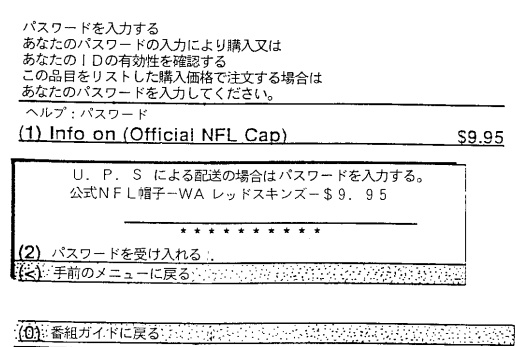 パスワードを入力する
あなたのパスワードの入力により購入又は
あなたのIDの有効性を確認する
この品目をリストした購入価格で注文する場合は
あなたのパスワードを入力してください。
ヘルプ：パスワード
(1) Info on (Official NFL Cap) $9.95
U．P．Sによる配送の場合はパスワードを入力する。
公式NFL帽子－WAレッドスキンズ－$9．95
* * * * * * * * * *
(2) パスワードを受け入れる
(<) 手前のメニューに戻る
(0) 番組ガイドに戻る